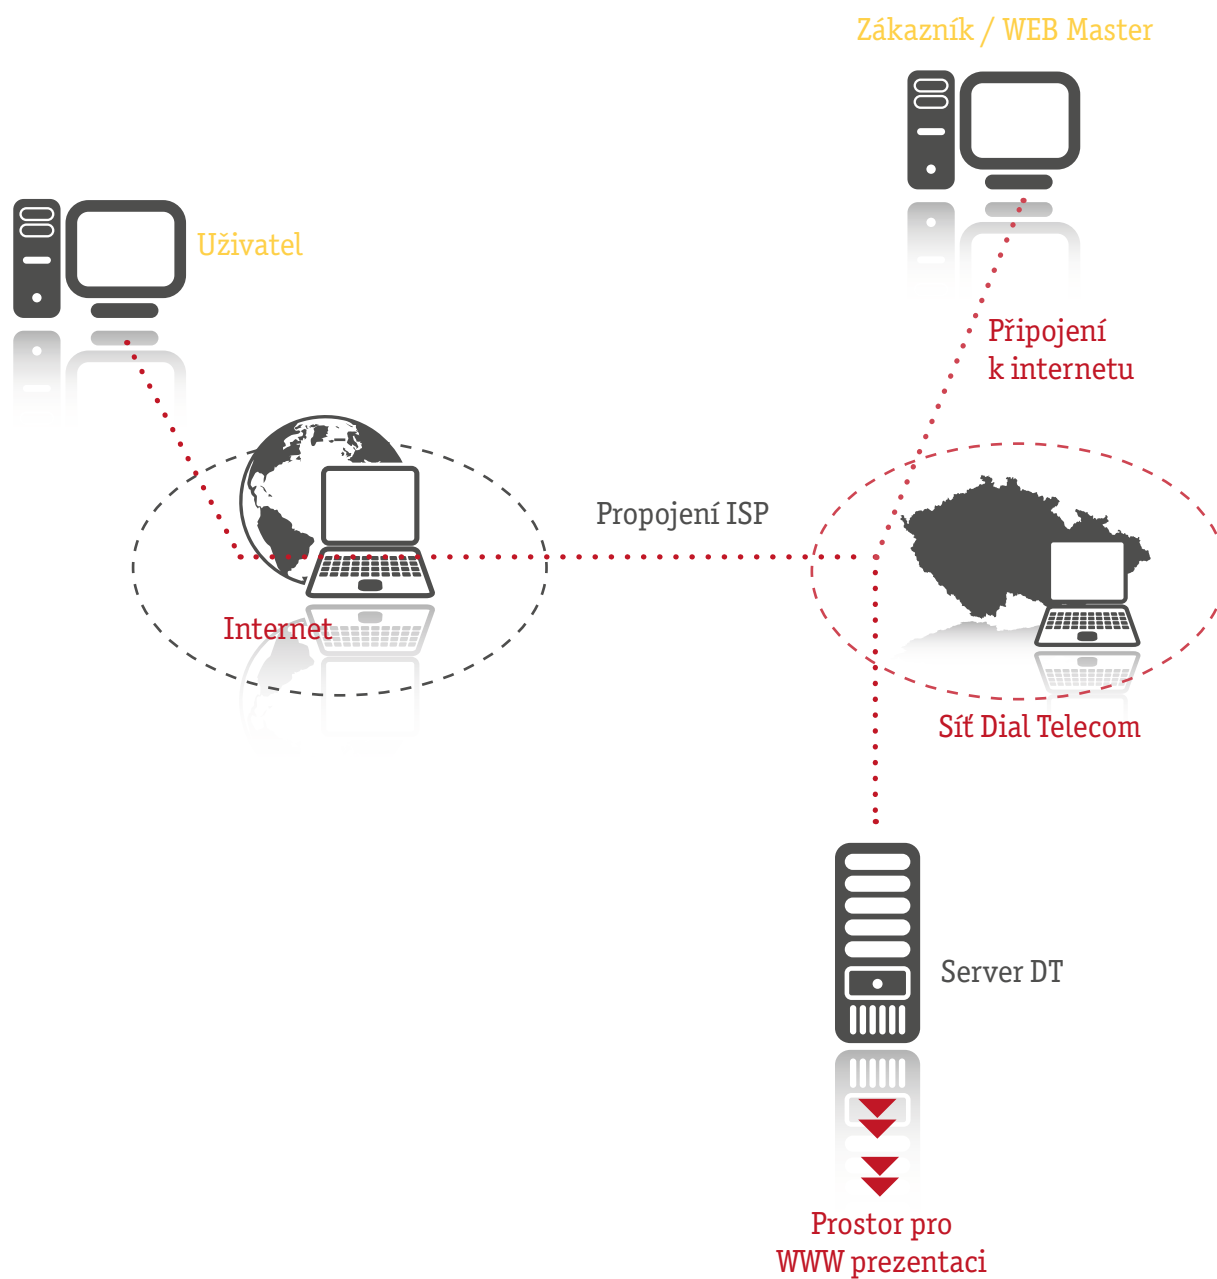 Zákazník / WEB Master
Uživatel
Připojení
k internetu
Propojení ISP
Internet
Síť Dial Telecom
Server DT
Prostor pro
WWW prezentaci